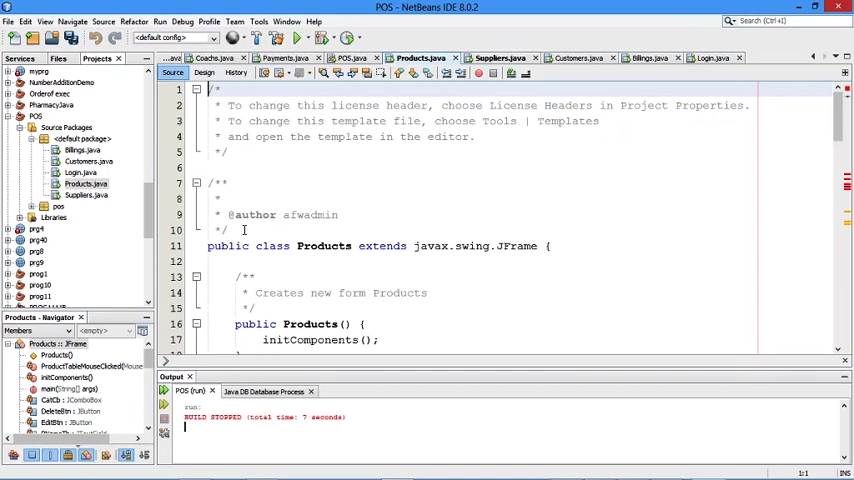 POS - NetBeans IDE 8.0.2
File Edit View Navigate Source Refactor Run Debug Profile Team Tools Window Help
Search (Ctrl+I)
<default config>
Services Files Projects
...ava Coachs.java Payments.java POS.java Products.java Suppliers.java Customers.java Billings.java Login.java
Source Design History
myprg
NumberAdditionDemo
Orderof exec
PharmacyJava
POS
Source Packages
<default package>
Billings.java
Customers.java
Login.java
Products.java
Suppliers.java
pos
Libraries
prg4
prg40
prg8
prg9
prog1
prog10
prog11
1 /*
2 * To change this license header, choose License Headers in Project Properties.
3 * To change this template file, choose Tools | Templates
4 * and open the template in the editor.
5 */
6
7 /**
8 *
9 * @author afwadmin
10 */
11 public class Products extends javax.swing.JFrame {
12
13 /**
14 * Creates new form Products
15 */
16 public Products() {
17 initComponents();
Products - Navigator
Members <empty>
Products :: JFrame
Products()
ProductTableMouseClicked(Mouse
initComponents()
main(String[] args)
CatCb : JComboBox
DeleteBtn : JButton
EditBtn : JButton
Output
POS (run) Java DB Database Process
run:
BUILD STOPPED (total time: 7 seconds)
1:1
INS